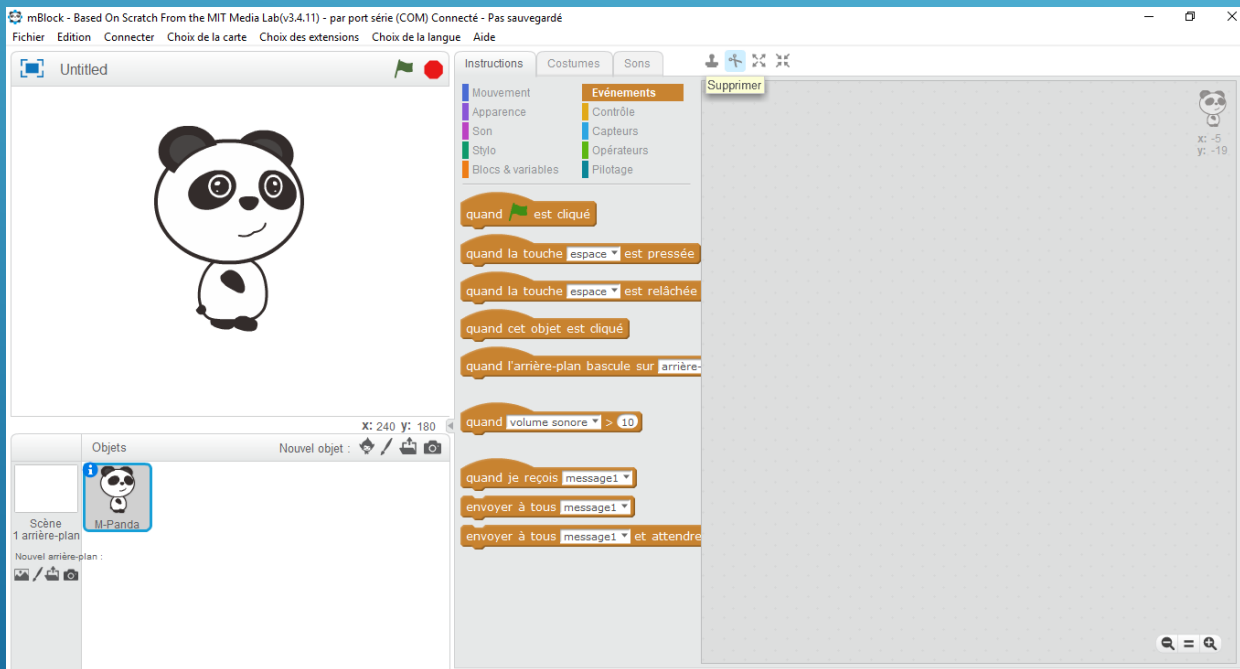 mBlock - Based On Scratch From the MIT Media Lab(v3.4.11) - par port série (COM) Connecté - Pas sauvegardé
Fichier Edition Connecter Choix de la carte Choix des extensions Choix de la langue Aide
Untitled
Instructions Costumes Sons
Supprimer
Mouvement Evénements
Apparence Contrôle
Son Capteurs
Stylo Opérateurs
Blocs & variables Pilotage
x: -5
y: -19
quand est cliqué
quand la touche espace est pressée
quand la touche espace est relâchée
quand cet objet est cliqué
quand l'arrière-plan bascule sur arrière-
quand volume sonore > 10
quand je reçois message1
envoyer à tous message1
envoyer à tous message1 et attendre
x: 240 y: 180
Objets Nouvel objet :
M-Panda
Scène
1 arrière-plan
Nouvel arrière-plan :